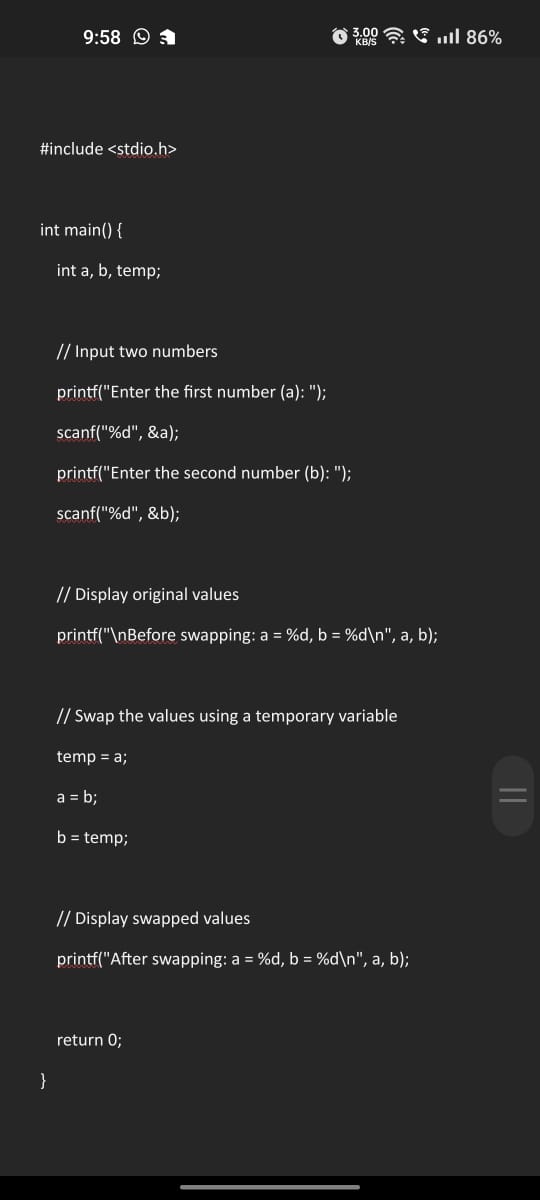 9:58 3.00 KB/S 86%
#include <stdio.h>
int main() {
int a, b, temp;
// Input two numbers
printf("Enter the first number (a): ");
scanf("%d", &a);
printf("Enter the second number (b): ");
scanf("%d", &b);
// Display original values
printf("\nBefore swapping: a = %d, b = %d\n", a, b);
// Swap the values using a temporary variable
temp = a;
a = b;
b = temp;
// Display swapped values
printf("After swapping: a = %d, b = %d\n", a, b);
return 0;
}